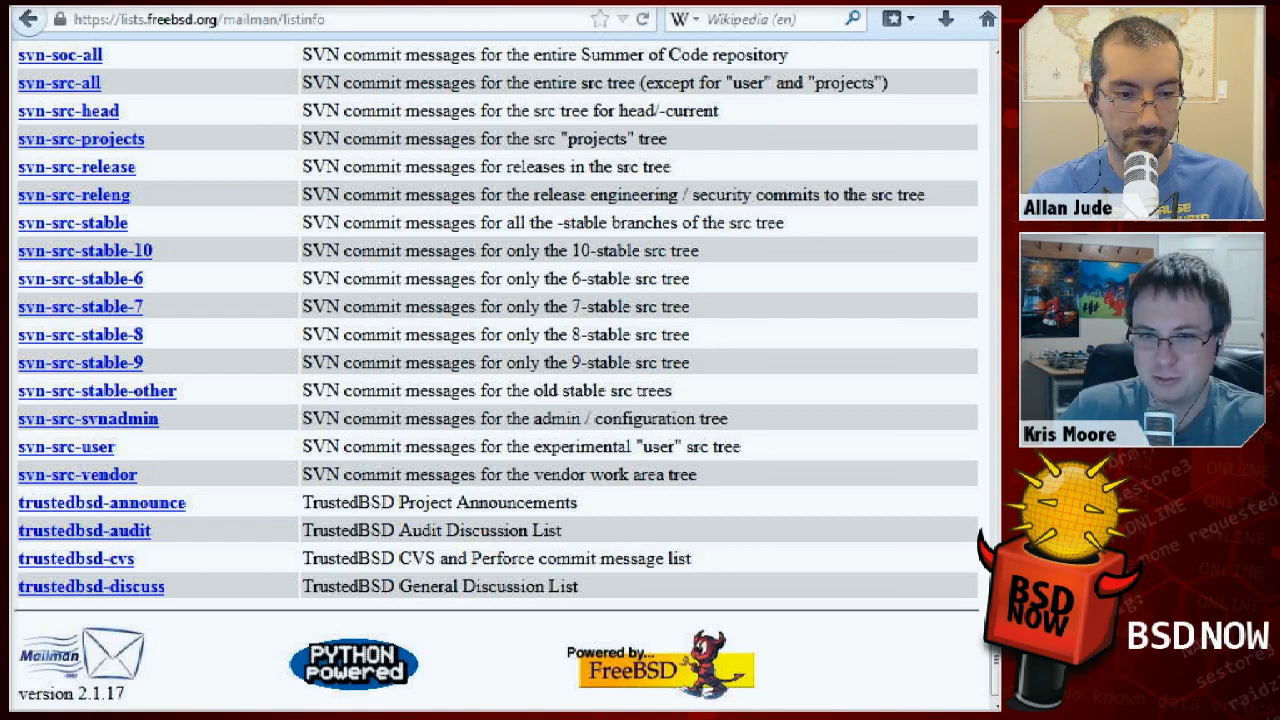 https://lists.freebsd.org/mailman/listinfo
W
Wikipedia (en)
svn-soc-all SVN commit messages for the entire Summer of Code repository
svn-src-all SVN commit messages for the entire src tree (except for "user" and "projects")
svn-src-head SVN commit messages for the src tree for head/-current
svn-src-projects SVN commit messages for the src "projects" tree
svn-src-release SVN commit messages for releases in the src tree
svn-src-releng SVN commit messages for the release engineering / security commits to the src tree
svn-src-stable SVN commit messages for all the -stable branches of the src tree
svn-src-stable-10 SVN commit messages for only the 10-stable src tree
svn-src-stable-6 SVN commit messages for only the 6-stable src tree
svn-src-stable-7 SVN commit messages for only the 7-stable src tree
svn-src-stable-8 SVN commit messages for only the 8-stable src tree
svn-src-stable-9 SVN commit messages for only the 9-stable src tree
svn-src-stable-other SVN commit messages for the old stable src trees
svn-src-svnadmin SVN commit messages for the admin / configuration tree
svn-src-user SVN commit messages for the experimental "user" src tree
svn-src-vendor SVN commit messages for the vendor work area tree
trustedbsd-announce TrustedBSD Project Announcements
trustedbsd-audit TrustedBSD Audit Discussion List
trustedbsd-cvs TrustedBSD CVS and Perforce commit message list
trustedbsd-discuss TrustedBSD General Discussion List
Mailman
version 2.1.17
PYTHON
powered
Powered by...
FreeBSD
Allan Jude
Kris Moore
BSD
NOW
BSD NOW
ONLINE
ONLINE
ONLINE
none requested
No known data